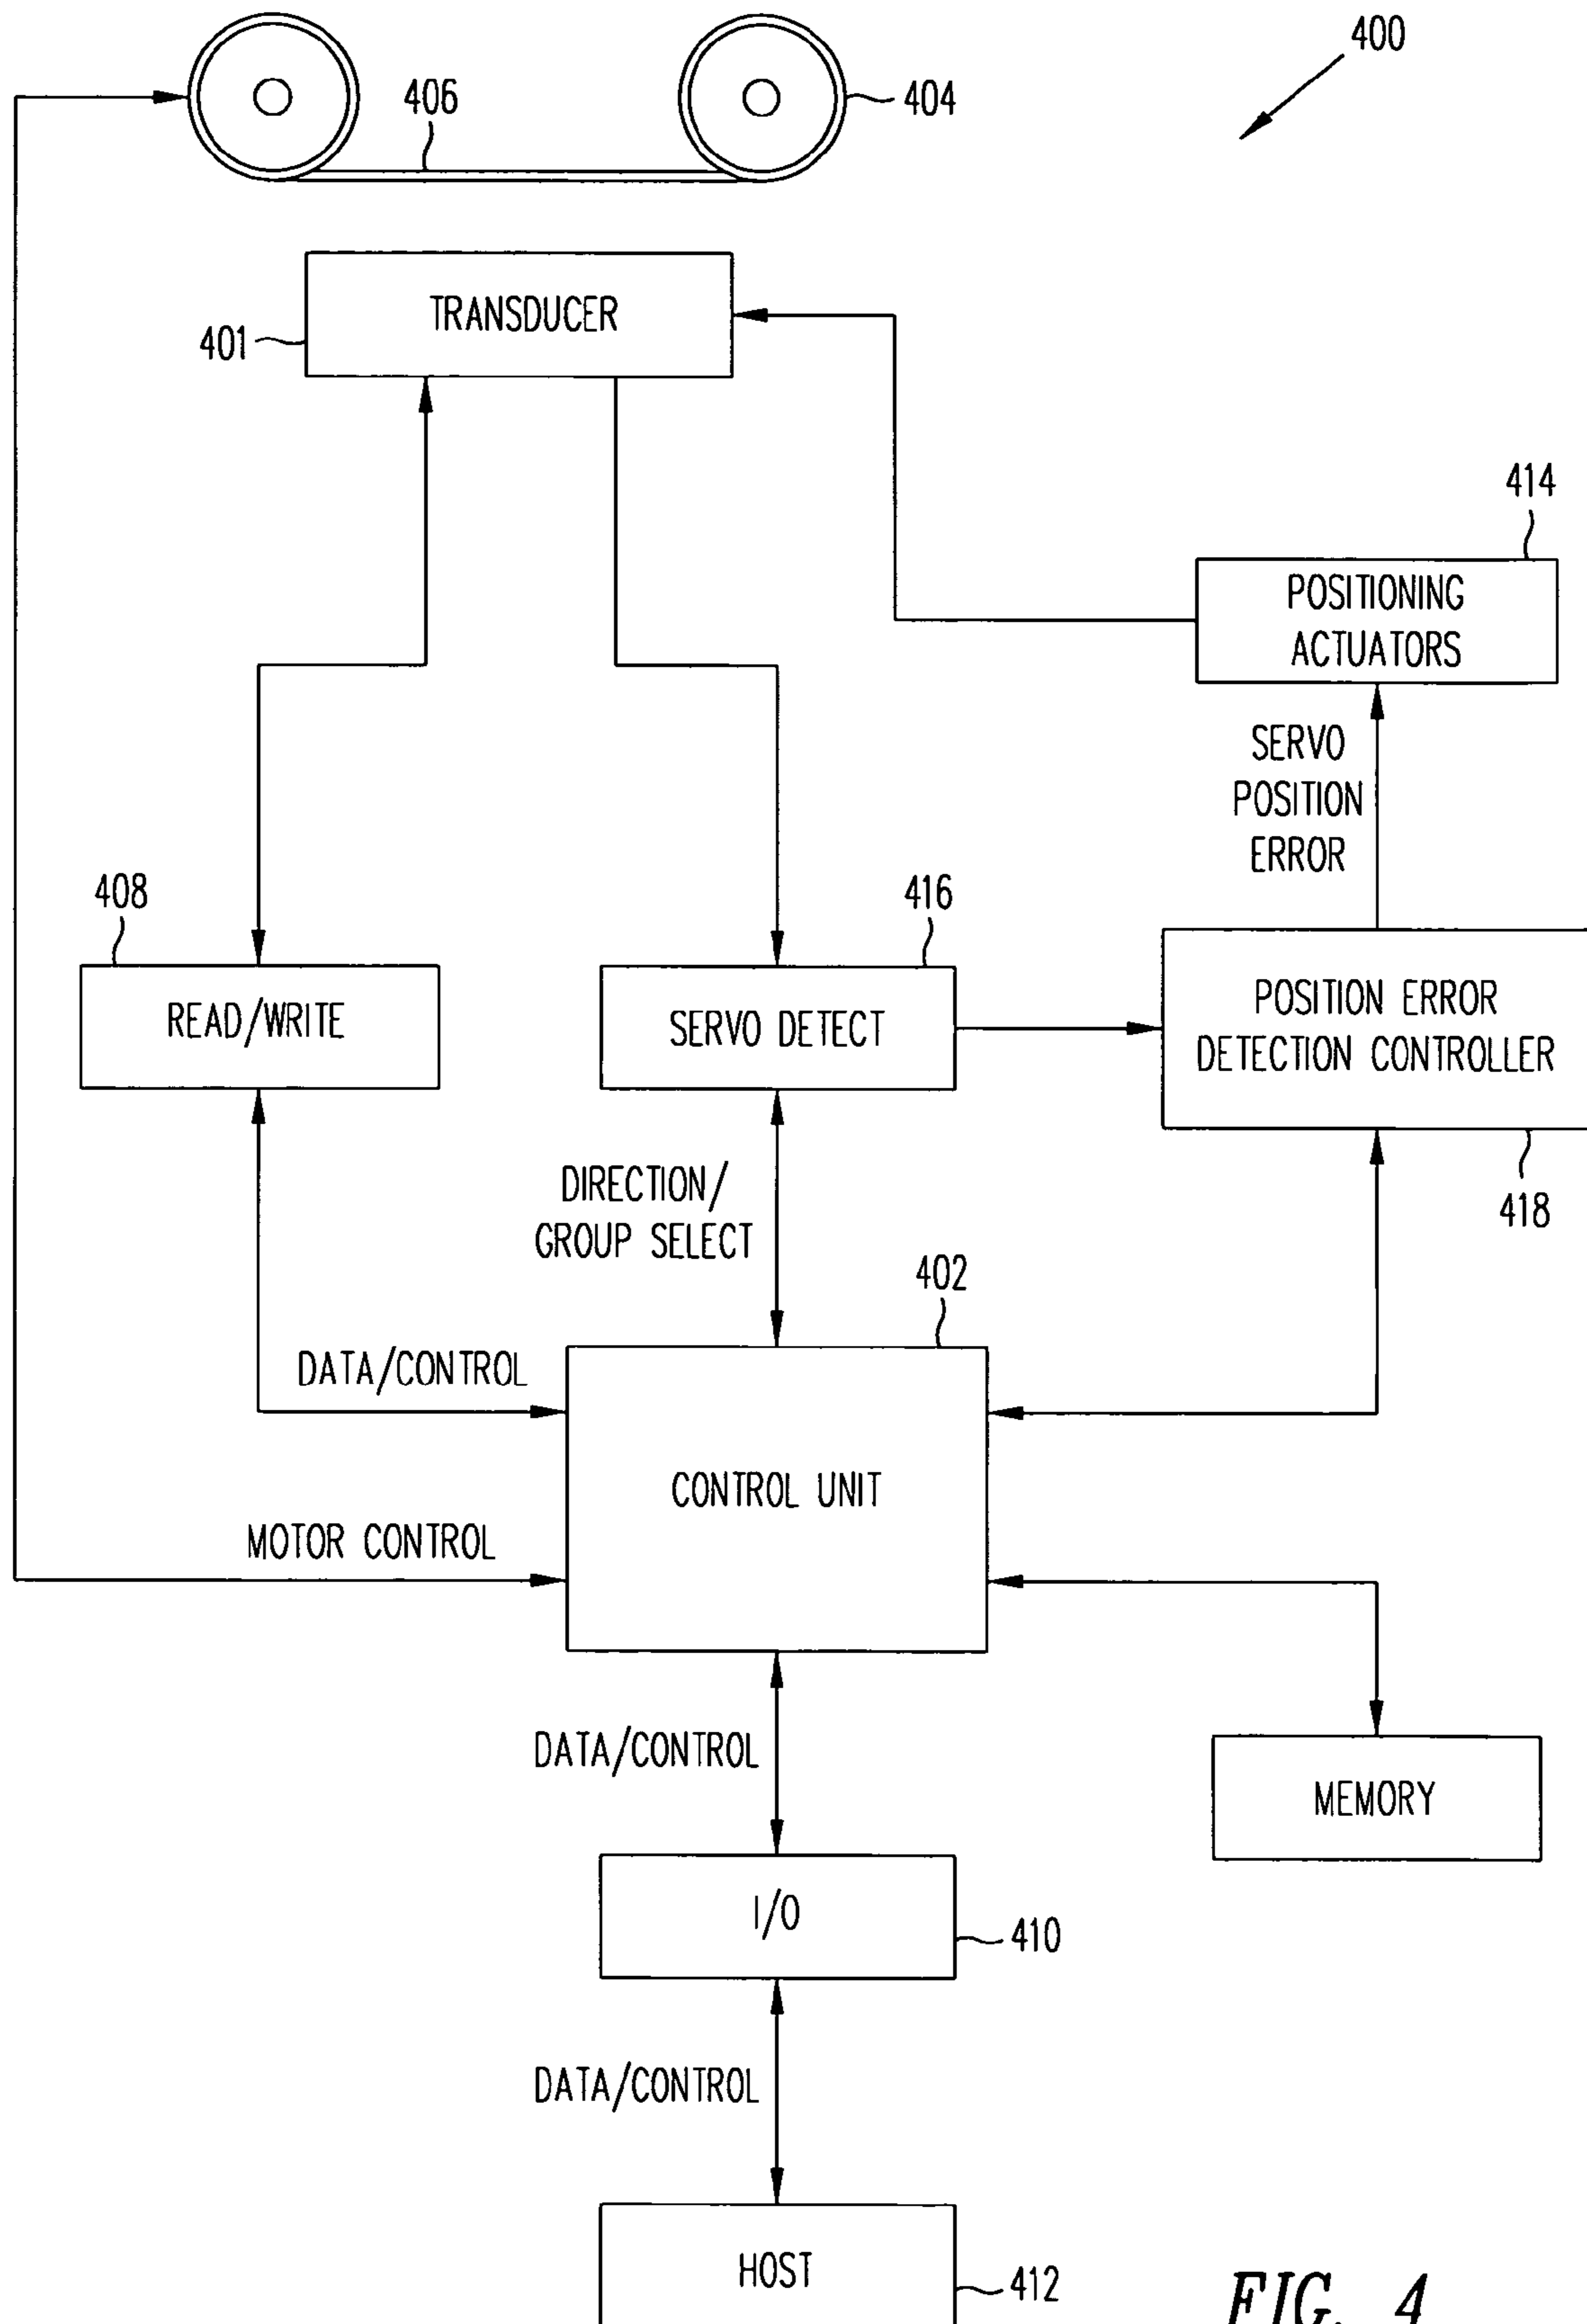 400
406
404
TRANSDUCER
401
414
POSITIONING
ACTUATORS
SERVO
POSITION
ERROR
408
416
READ/WRITE
SERVO DETECT
POSITION ERROR
DETECTION CONTROLLER
418
DIRECTION/
GROUP SELECT
402
DATA/CONTROL
CONTROL UNIT
MOTOR CONTROL
DATA/CONTROL
MEMORY
I/O
410
DATA/CONTROL
HOST
412
FIG. 4